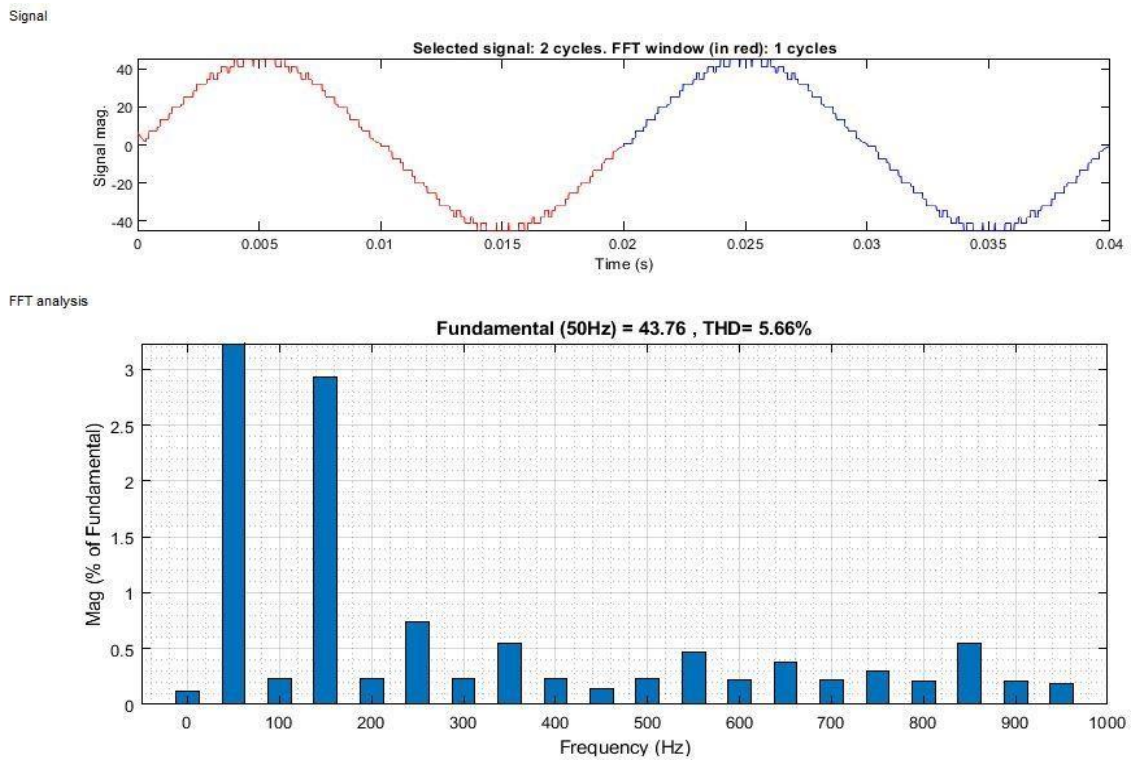 Signal
Selected signal: 2 cycles. FFT window (in red): 1 cycles
Signal mag.
40
20
0
-20
-40
0 0.005 0.01 0.015 0.02 0.025 0.03 0.035 0.04
Time (s)
FFT analysis
Fundamental (50Hz) = 43.76 , THD= 5.66%
Mag (% of Fundamental)
3
2.5
2
1.5
1
0.5
0
0 100 200 300 400 500 600 700 800 900 1000
Frequency (Hz)